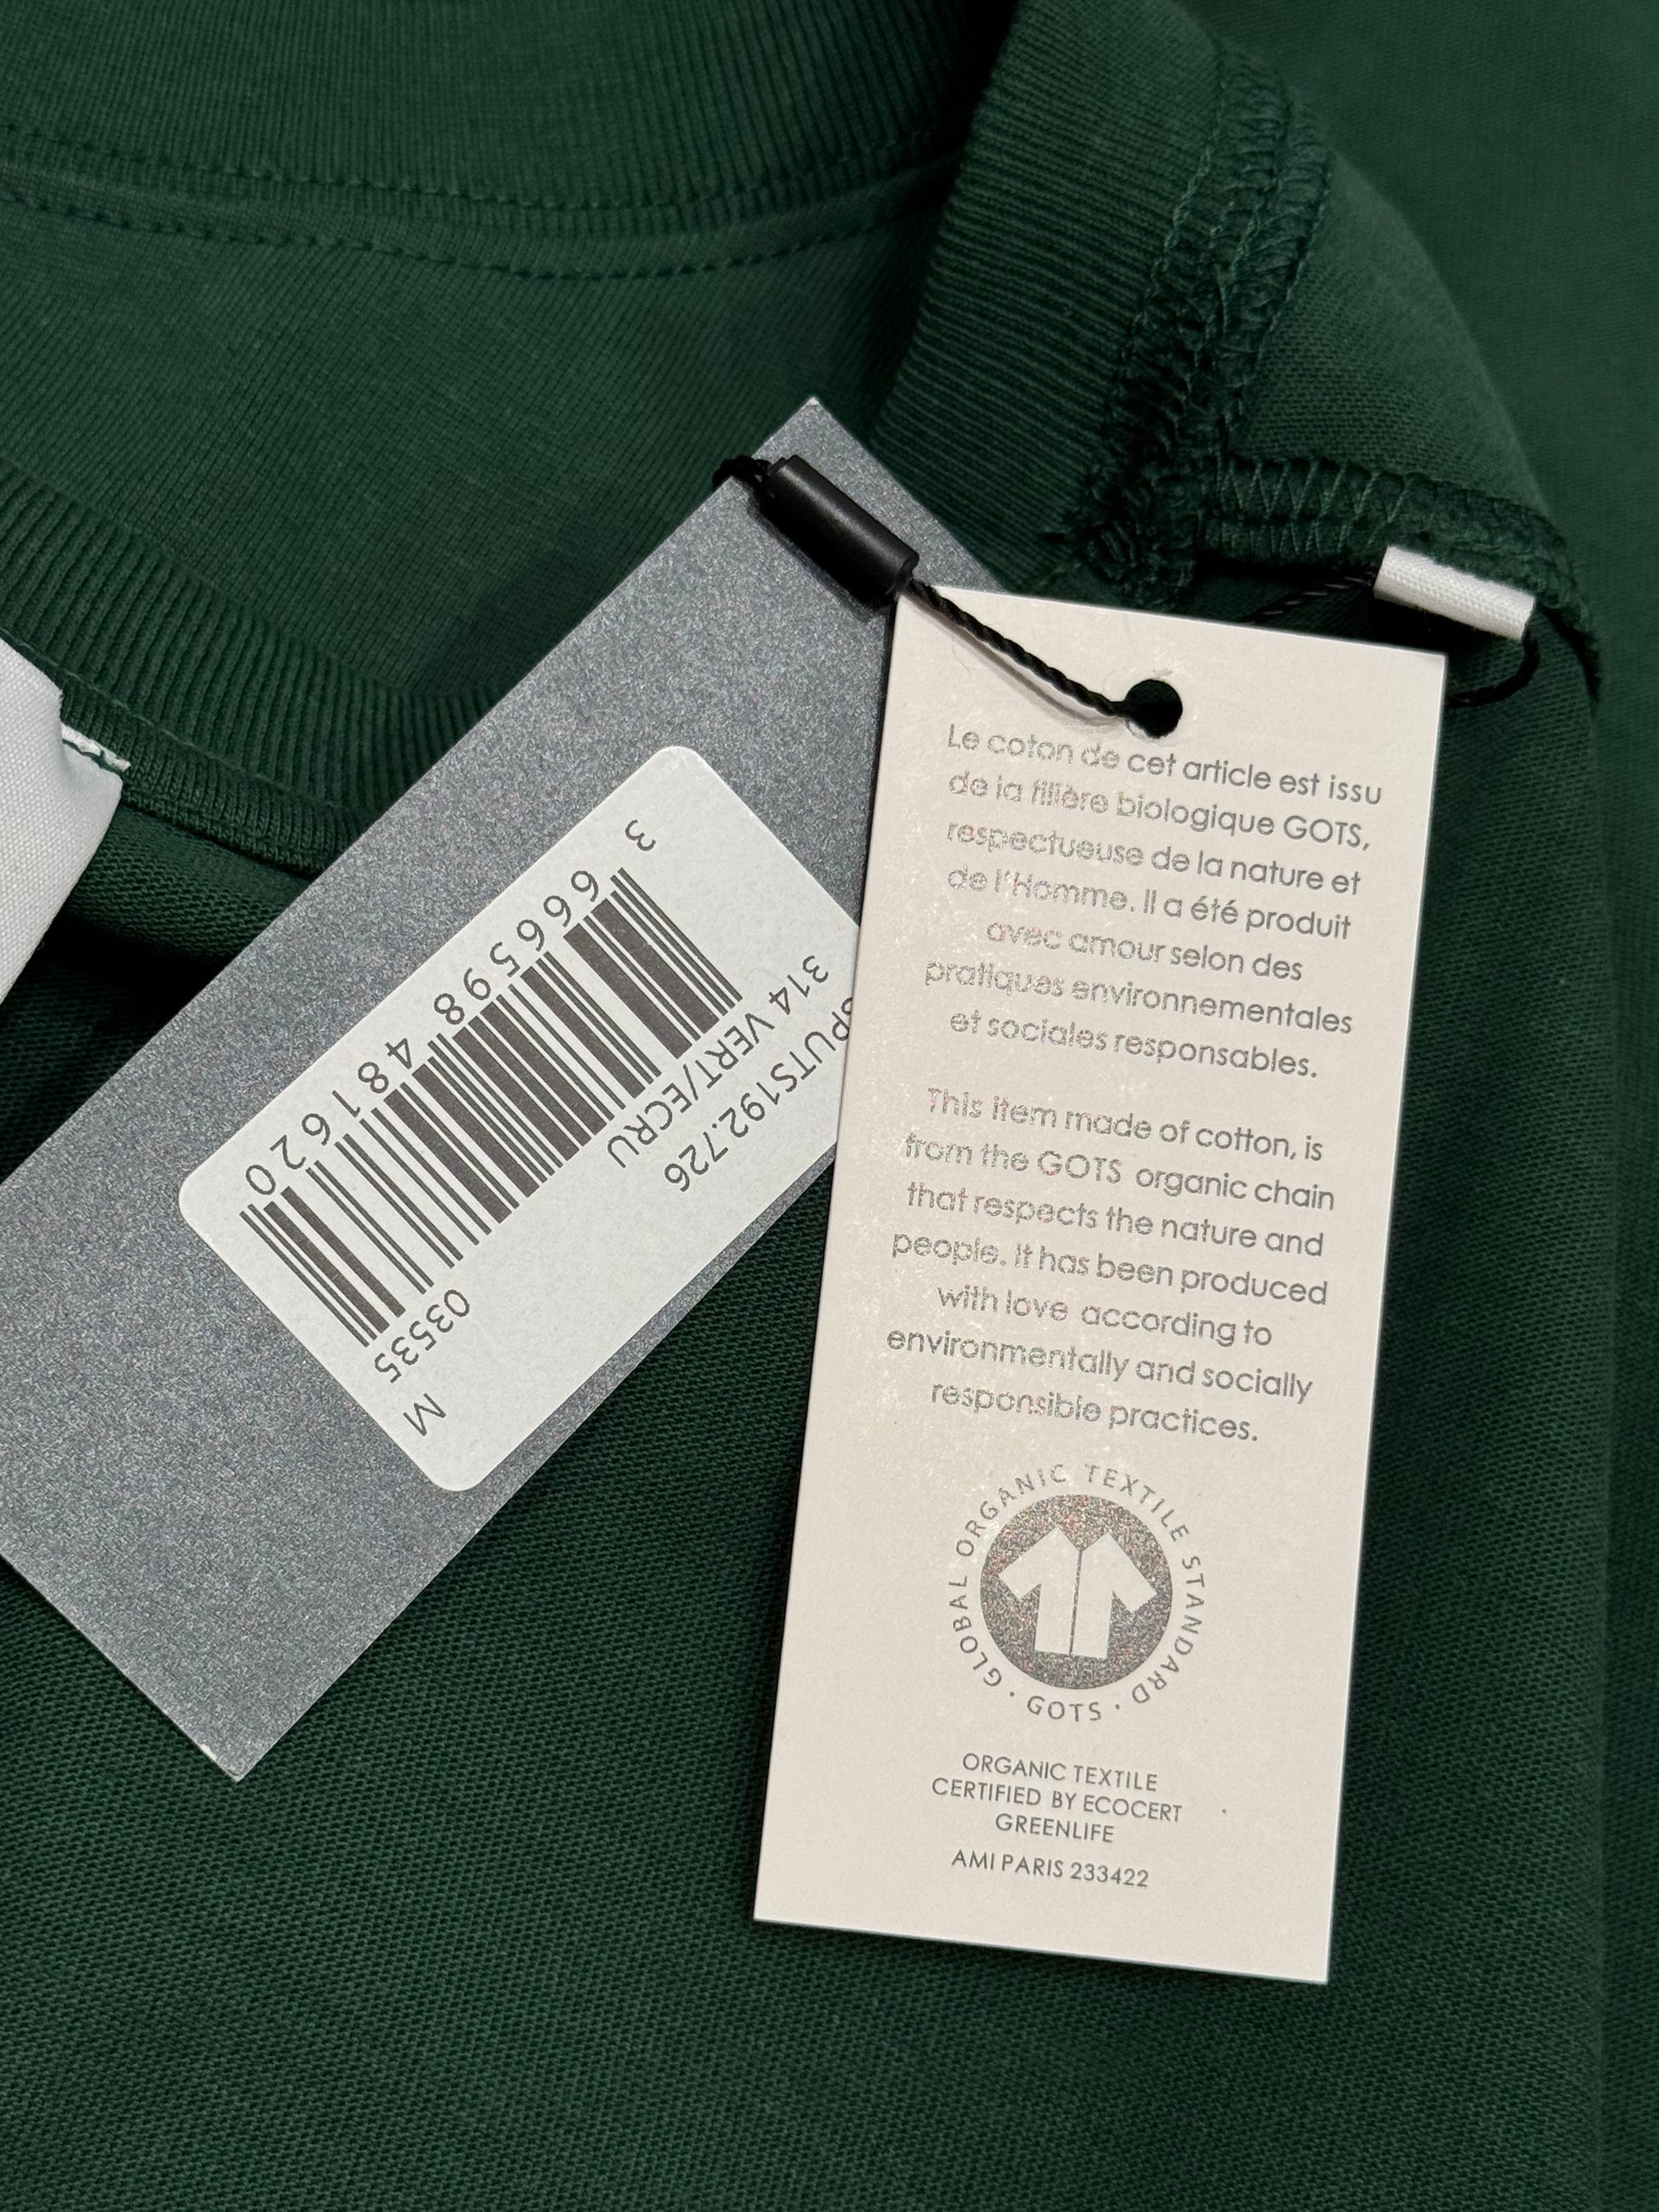 3 666598 481620
314 VERT/ECRU
SPUTS192.726
03535
M
Le coton de cet article est issu
de la filière biologique GOTS,
respectueuse de la nature et
de l'Homme. Il a été produit
avec amour selon des
pratiques environnementales
et sociales responsables.
This item made of cotton, is
from the GOTS organic chain
that respects the nature and
people. It has been produced
with love according to
environmentally and socially
responsible practices.
GLOBAL ORGANIC TEXTILE STANDARD · GOTS ·
ORGANIC TEXTILE
CERTIFIED BY ECOCERT
GREENLIFE
AMI PARIS 233422